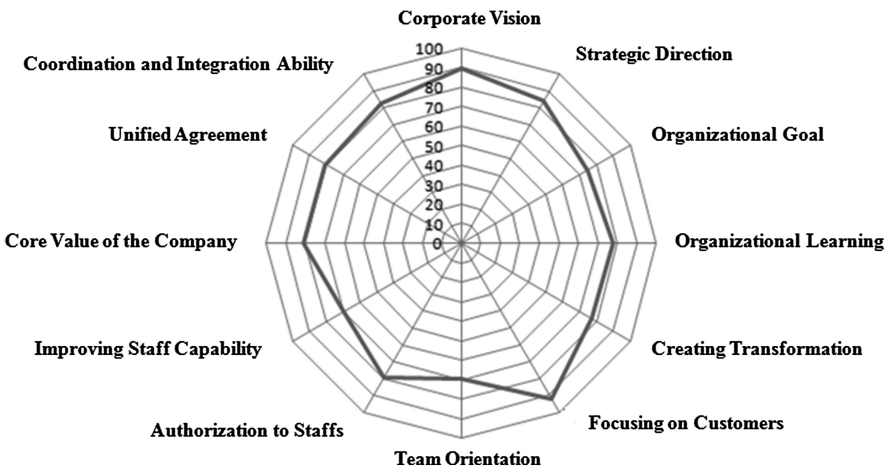 Corporate Vision
Strategic Direction
Organizational Goal
Organizational Learning
Creating Transformation
Focusing on Customers
Team Orientation
Authorization to Staffs
Improving Staff Capability
Core Value of the Company
Unified Agreement
Coordination and Integration Ability
100
90
80
70
60
50
40
30
20
10
0